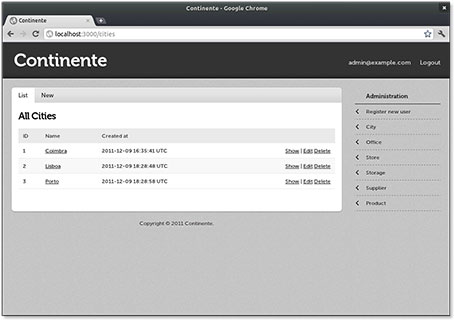 Continente - Google Chrome
Continente
localhost:3000/cities
Continente
admin@example.com Logout
List New
All Cities
ID Name Created at
1 Coimbra 2011-12-09 16:35:41 UTC Show | Edit Delete
2 Lisboa 2011-12-09 18:28:48 UTC Show | Edit Delete
3 Porto 2011-12-09 18:28:58 UTC Show | Edit Delete
Administration
Register new user
City
Office
Store
Storage
Supplier
Product
Copyright © 2011 Continente.